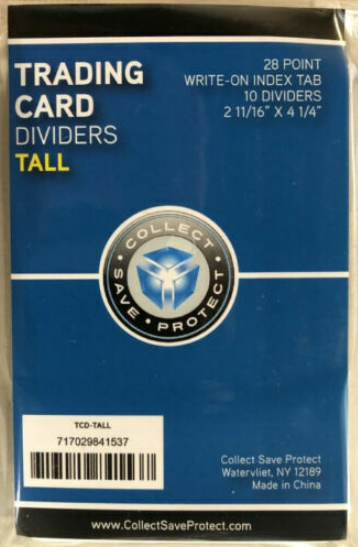 TRADING
CARD
DIVIDERS
TALL
28 POINT
WRITE-ON INDEX TAB
10 DIVIDERS
2 11/16" X 4 1/4"
COLLECT
• SAVE • PROTECT •
TCD-TALL
717029841537
Collect Save Protect
Watervliet, NY 12189
Made in China
www.CollectSaveProtect.com